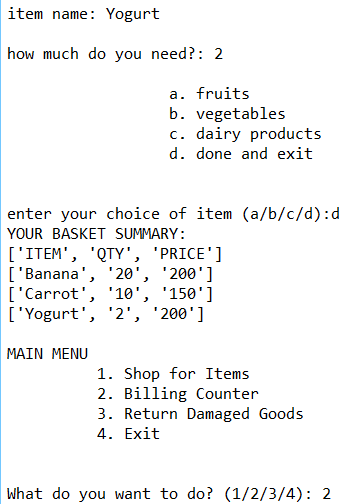 item name: Yogurt
how much do you need?: 2
a. fruits
b. vegetables
c. dairy products
d. done and exit
enter your choice of item (a/b/c/d):d
YOUR BASKET SUMMARY:
['ITEM', 'QTY', 'PRICE']
['Banana', '20', '200']
['Carrot', '10', '150']
['Yogurt', '2', '200']
MAIN MENU
1. Shop for Items
2. Billing Counter
3. Return Damaged Goods
4. Exit
What do you want to do? (1/2/3/4): 2